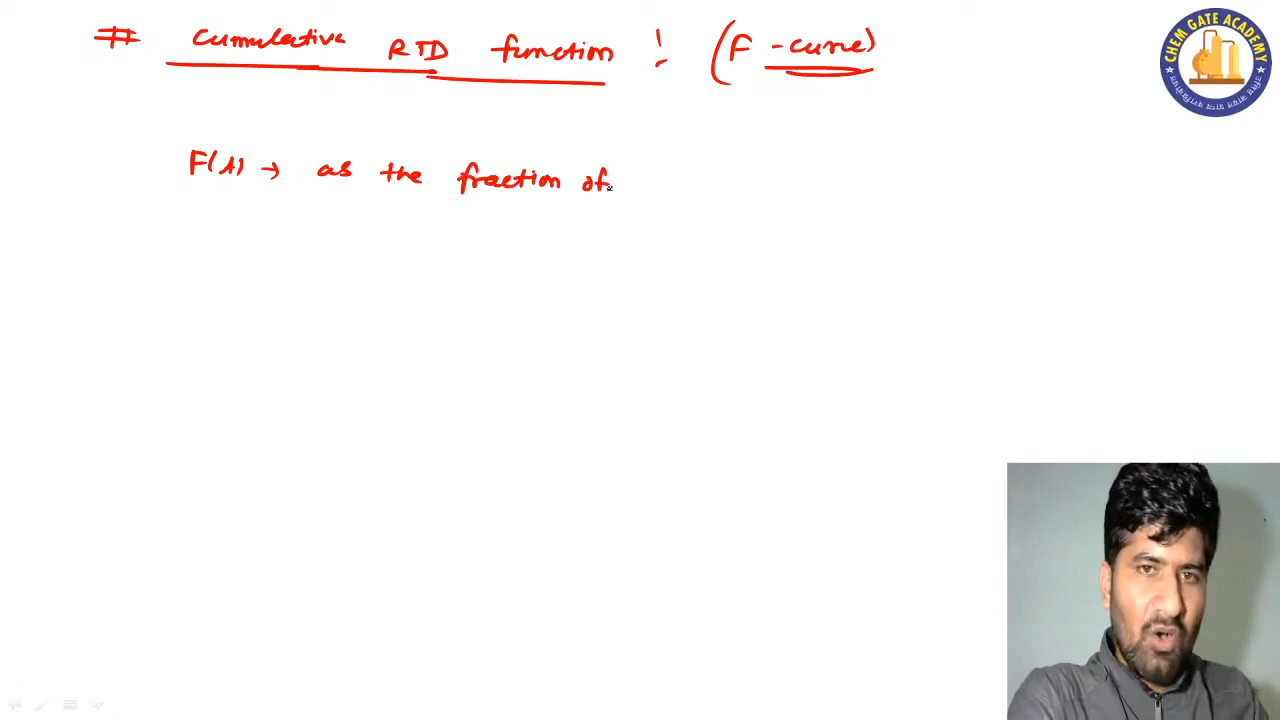 # cumulative RTD function : (F - curve)
CHEM GATE ACADEMY
F(t) → as the fraction of